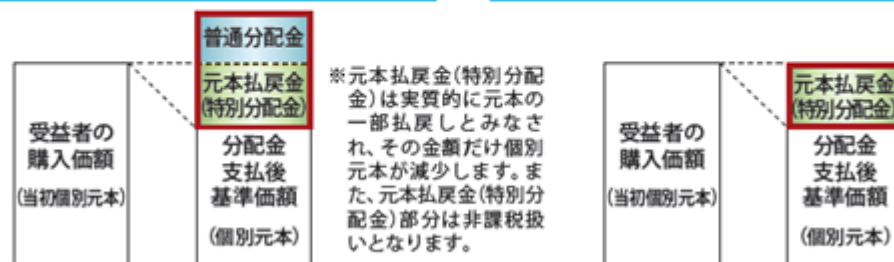 受益者の
購入価額
(当初個別元本)
普通分配金
元本払戻金
(特別分配金)
分配金
支払後
基準価額
(個別元本)
※元本払戻金(特別分配
金)は実質的に元本の
一部払戻しとみなさ
れ、その金額だけ個別
元本が減少します。ま
た、元本払戻金(特別分
配金)部分は非課税扱
いとなります。
受益者の
購入価額
(当初個別元本)
元本払戻金
(特別分配金)
分配金
支払後
基準価額
(個別元本)